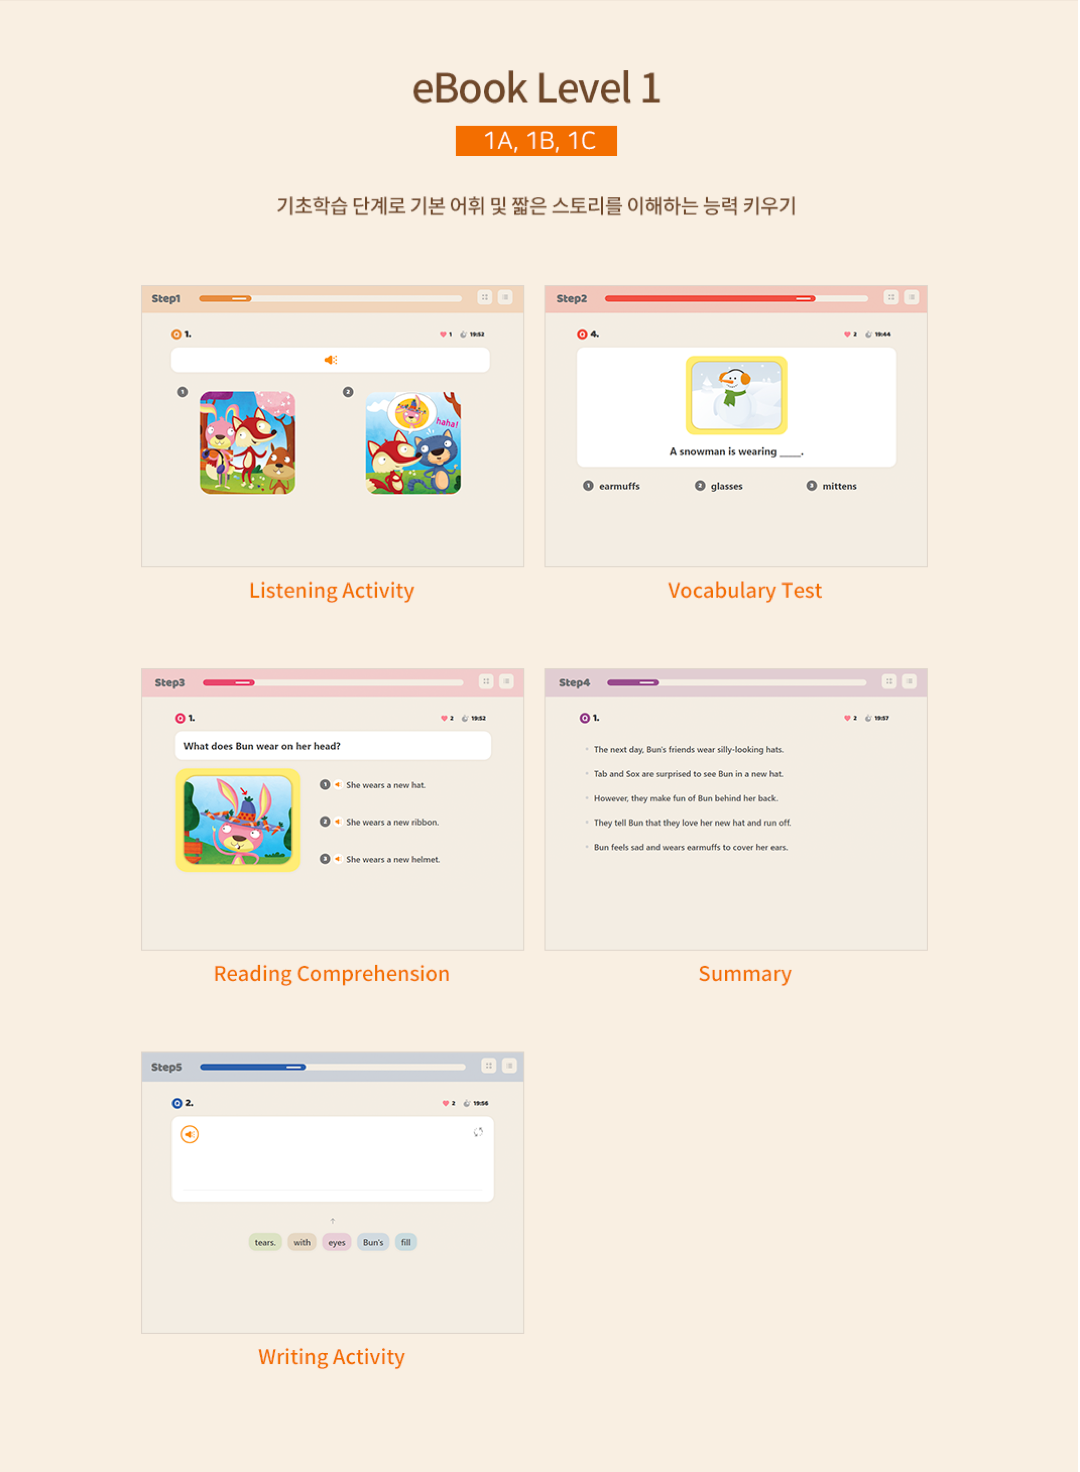 eBook Level 1
1A, 1B, 1C
기초학습 단계로 기본 어휘 및 짧은 스토리를 이해하는 능력 키우기
Step1
Q 1.
1 19:52
1
2
haha!
Listening Activity
Step2
Q 4.
2 19:44
A snowman is wearing ____.
1 earmuffs
2 glasses
3 mittens
Vocabulary Test
Step3
Q 1.
2 19:52
What does Bun wear on her head?
1 She wears a new hat.
2 She wears a new ribbon.
3 She wears a new helmet.
Reading Comprehension
Step4
Q 1.
2 19:57
The next day, Bun's friends wear silly-looking hats.
Tab and Sox are surprised to see Bun in a new hat.
However, they make fun of Bun behind her back.
They tell Bun that they love her new hat and run off.
Bun feels sad and wears earmuffs to cover her ears.
Summary
Step5
Q 2.
2 19:56
tears. with eyes Bun's fill
Writing Activity